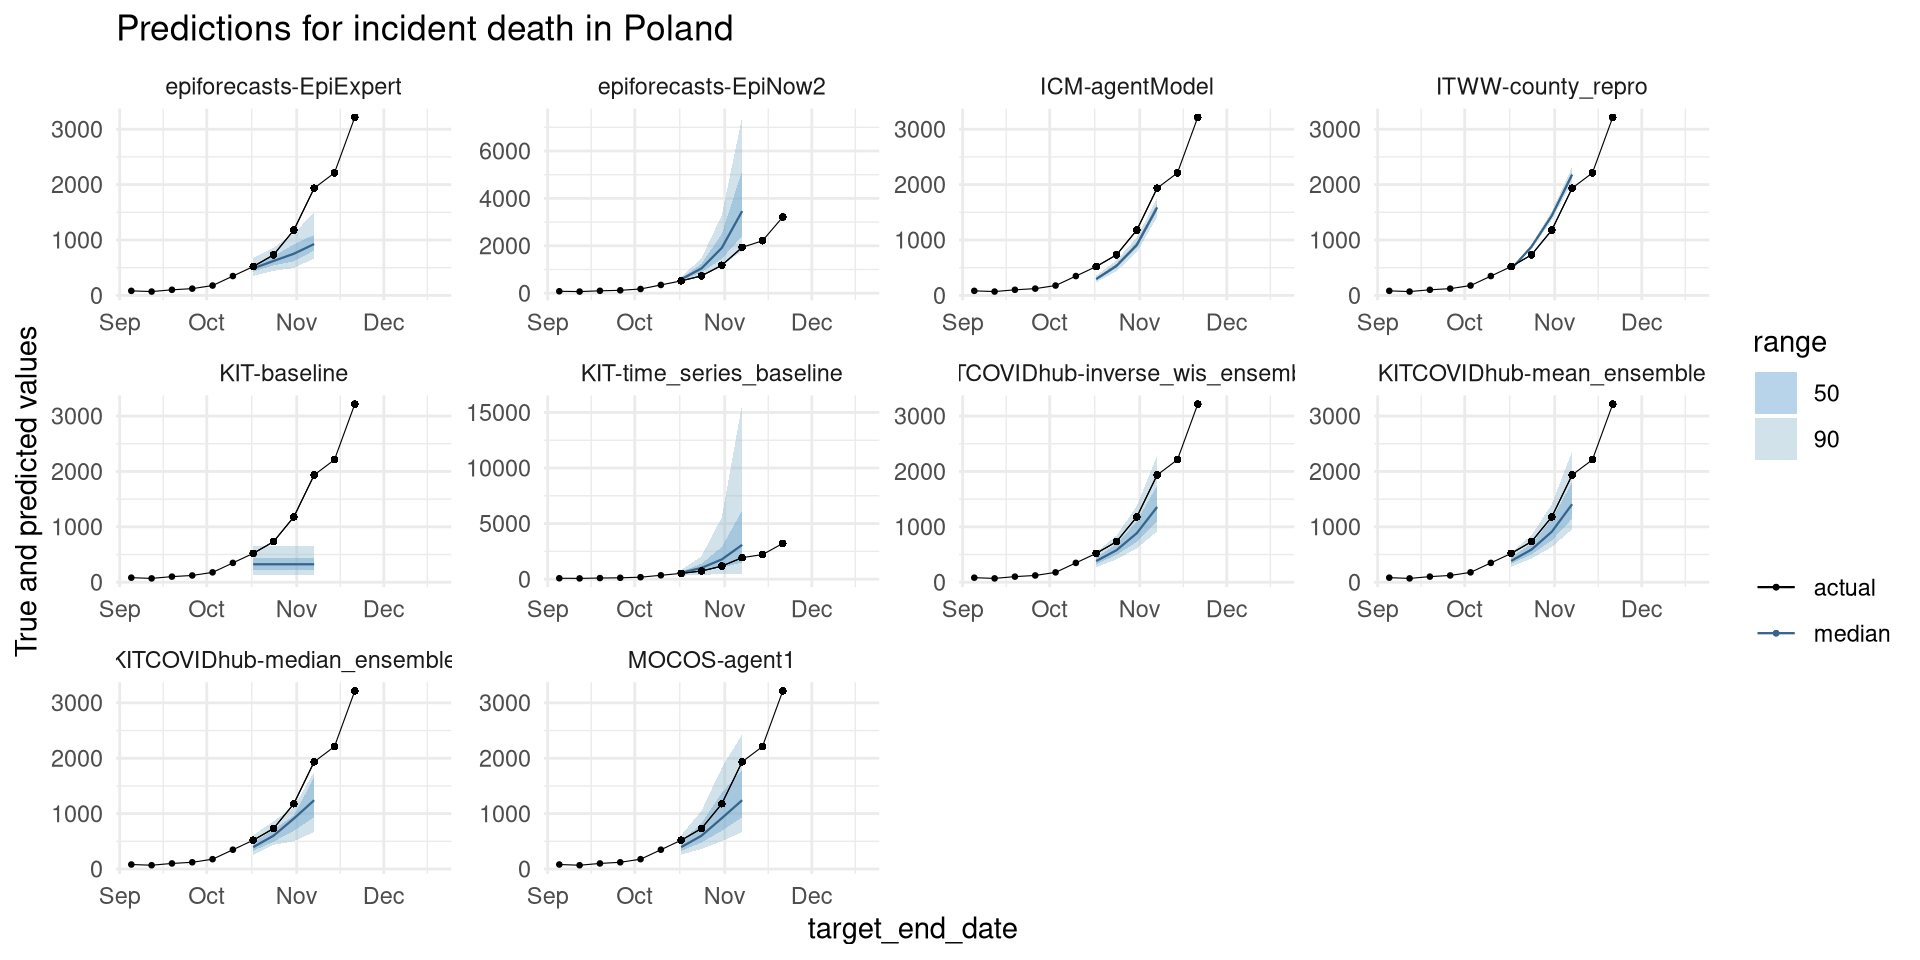 Predictions for incident death in Poland
epiforecasts-EpiExpert
epiforecasts-EpiNow2
ICM-agentModel
ITWW-county_repro
3000
2000
1000
0
6000
4000
2000
0
3000
2000
1000
0
3000
2000
1000
0
Sep Oct Nov Dec
Sep Oct Nov Dec
Sep Oct Nov Dec
Sep Oct Nov Dec
True and predicted values
KIT-baseline
KIT-time_series_baseline
TCOVIDhub-inverse_wis_ensemb
KITCOVIDhub-mean_ensemble
3000
2000
1000
0
15000
10000
5000
0
3000
2000
1000
0
3000
2000
1000
0
Sep Oct Nov Dec
Sep Oct Nov Dec
Sep Oct Nov Dec
Sep Oct Nov Dec
KITCOVIDhub-median_ensemble
MOCOS-agent1
3000
2000
1000
0
3000
2000
1000
0
Sep Oct Nov Dec
Sep Oct Nov Dec
target_end_date
range
50
90
actual
median